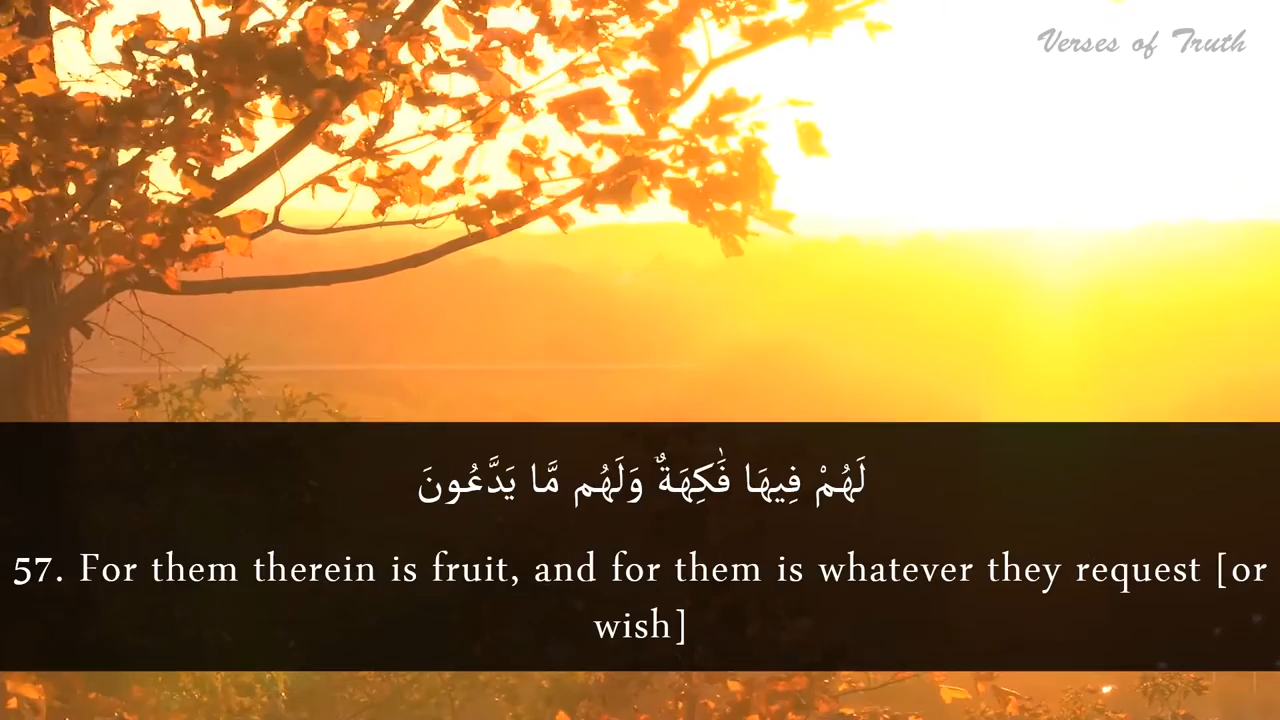 Verses of Truth
لَهُمْ فِيهَا فَٰكِهَةٌ وَلَهُم مَّا يَدَّعُونَ
57. For them therein is fruit, and for them is whatever they request [or
wish]